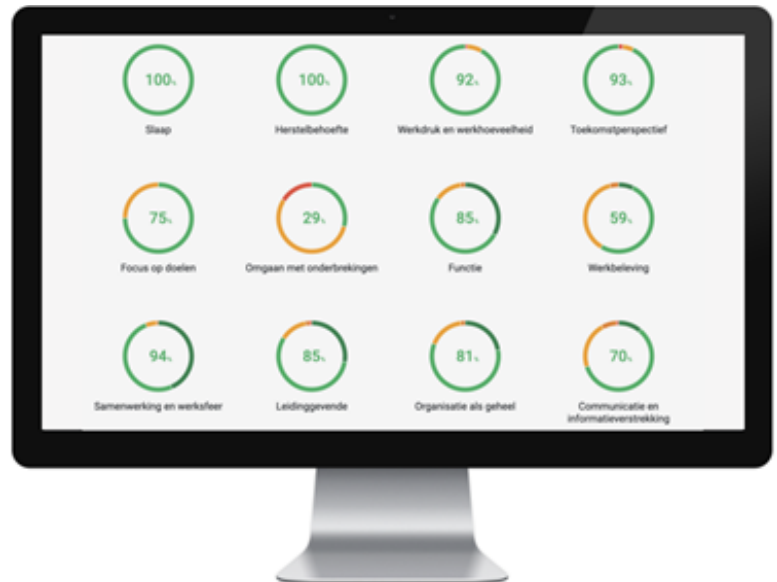 100%
100%
92%
93%
Slaap
Herstelbehoefte
Werkdruk en werkhoeveelheid
Toekomstperspectief
75%
29%
85%
59%
Focus op doelen
Omgaan met onderbrekingen
Functie
Werkbeleving
94%
85%
81%
70%
Samenwerking en werksfeer
Leidinggevende
Organisatie als geheel
Communicatie en
informatieverstrekking